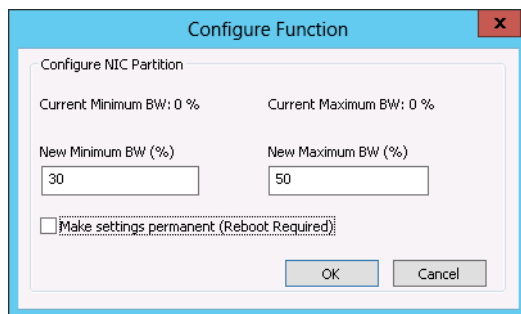 Configure Function
x
Configure NIC Partition
Current Minimum BW: 0 % Current Maximum BW: 0 %
New Minimum BW (%) New Maximum BW (%)
30 50
Make settings permanent (Reboot Required)
OK Cancel